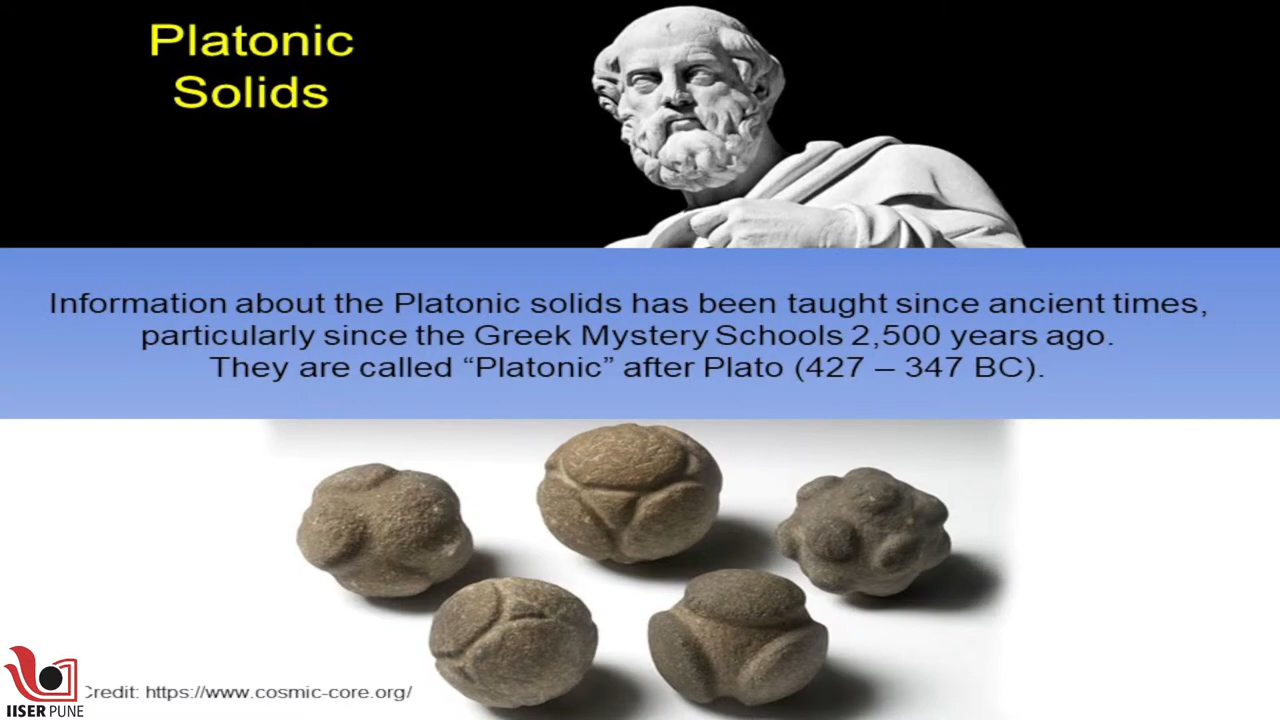 Platonic
Solids
Information about the Platonic solids has been taught since ancient times,
particularly since the Greek Mystery Schools 2,500 years ago.
They are called “Platonic” after Plato (427 – 347 BC).
Credit: https://www.cosmic-core.org/
IISER PUNE